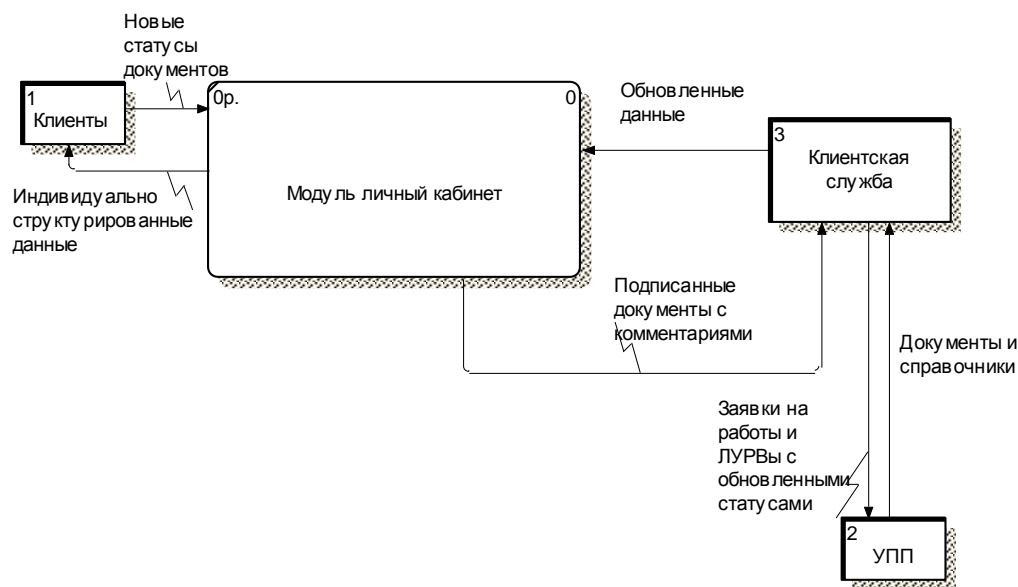 Новые
статусы
документов
1
Клиенты
0р.
0
Модуль личный кабинет
Обновленные
данные
3
Клиентская
служба
Индивидуально
структурированные
данные
Подписанные
документы с
комментариями
Документы и
справочники
Заявки на
работы и
ЛУРВы с
обновленными
статусами
2
УПП